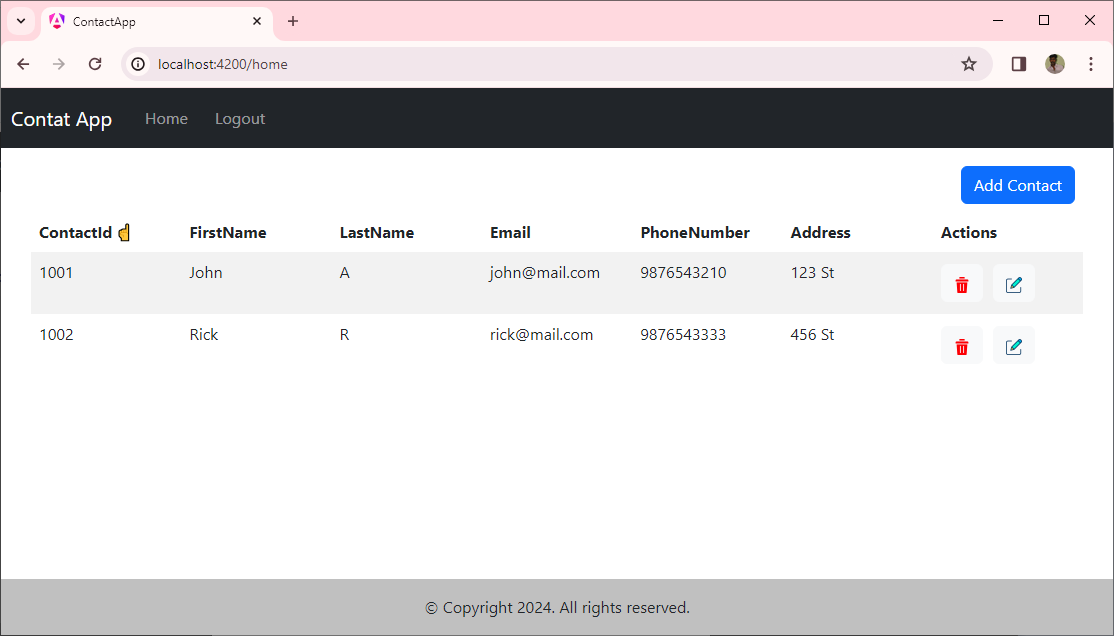 ContactApp
localhost:4200/home
Contat App Home Logout
Add Contact
ContactId ☝ FirstName LastName Email PhoneNumber Address Actions
1001 John A john@mail.com 9876543210 123 St
1002 Rick R rick@mail.com 9876543333 456 St
© Copyright 2024. All rights reserved.